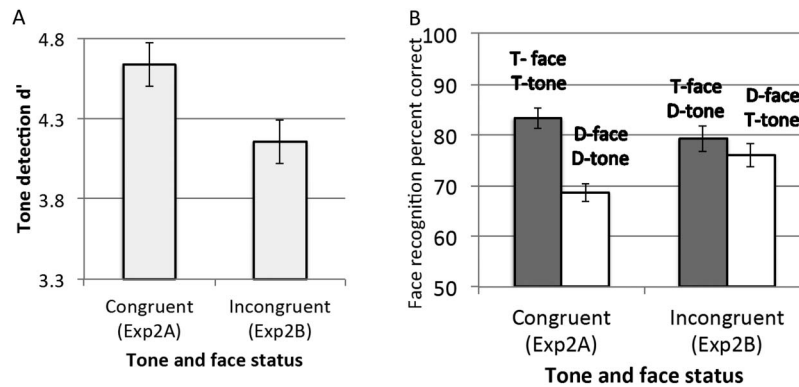 A
4.8
4.3
3.8
3.3
Tone detection d'
Congruent
(Exp2A)
Incongruent
(Exp2B)
Tone and face status
B
100
90
80
70
60
50
Face recognition percent correct
T- face
T-tone
D-face
D-tone
T-face
D-tone
D-face
T-tone
Congruent
(Exp2A)
Incongruent
(Exp2B)
Tone and face status